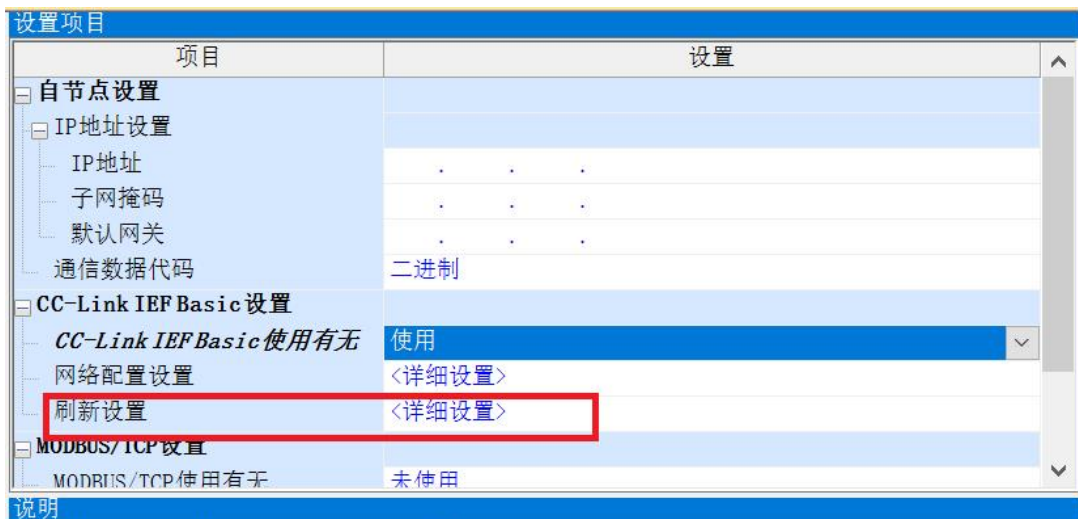 设置项目
项目 设置
自节点设置
IP地址设置
IP地址 . . .
子网掩码 . . .
默认网关 . . .
通信数据代码 二进制
CC-Link IEF Basic设置
CC-Link IEF Basic使用有无 使用
网络配置设置 <详细设置>
刷新设置 <详细设置>
MODBUS/TCP设置
MODBUS/TCP使用有无 未使用
说明